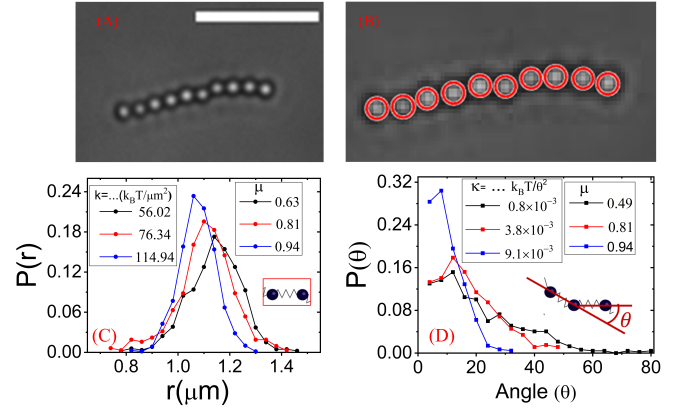 (A)
(B)
P(r)
0.24
0.18
0.12
0.06
0.00
k=...(k_BT/μm²)
56.02
76.34
114.94
μ
0.63
0.81
0.94
(C)
0.8 1.0 1.2 1.4
r(μm)
P(θ)
0.32
0.24
0.16
0.08
0.00
κ= ... k_BT/θ²
0.8×10⁻³
3.8×10⁻³
9.1×10⁻³
μ
0.49
0.81
0.94
θ
(D)
0 20 40 60 80
Angle (θ)